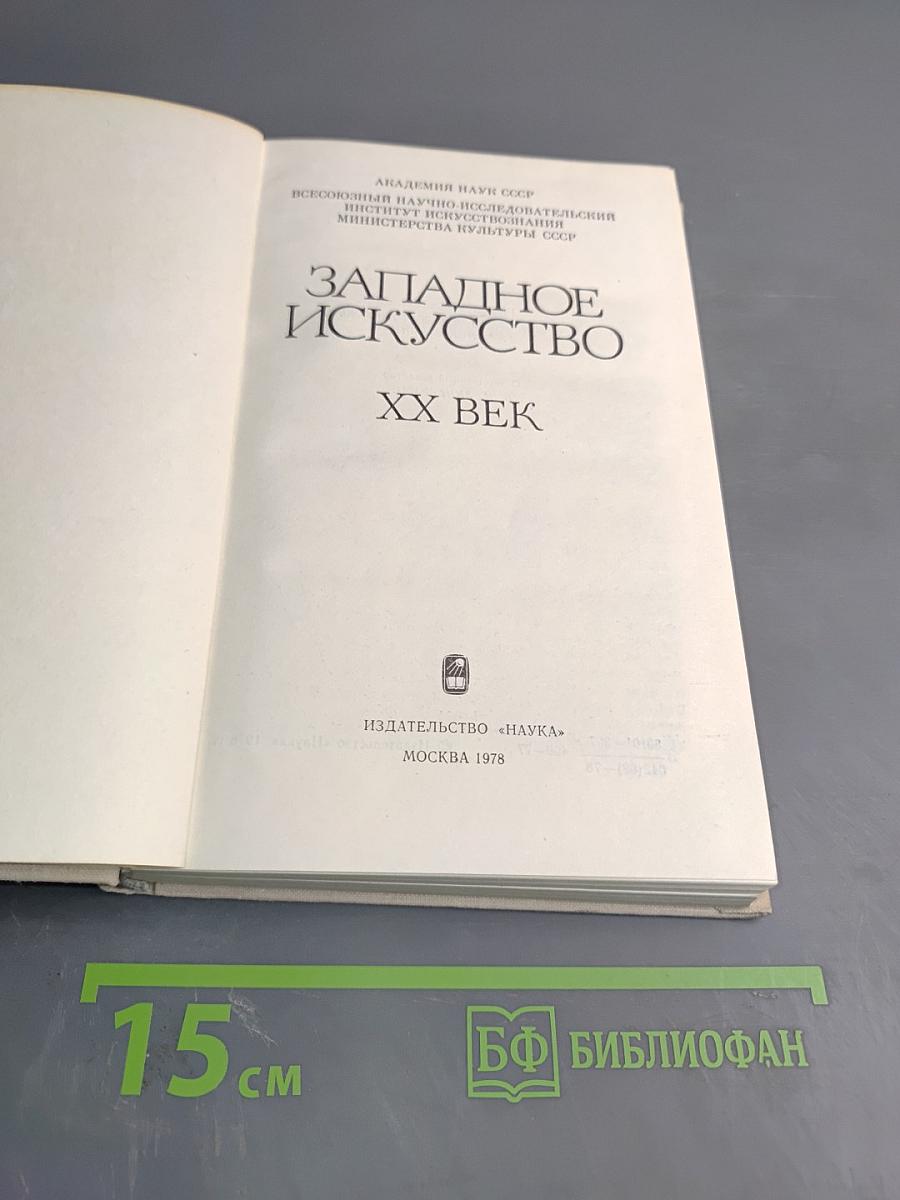 АКАДЕМИЯ НАУК СССР
ВСЕСОЮЗНЫЙ НАУЧНО-ИССЛЕДОВАТЕЛЬСКИЙ
ИНСТИТУТ ИСКУССТВОЗНАНИЯ
МИНИСТЕРСТВА КУЛЬТУРЫ СССР
ЗАПАДНОЕ
ИСКУССТВО
XX ВЕК
ИЗДАТЕЛЬСТВО «НАУКА»
МОСКВА 1978
15 см
БФ БИБЛИОФАН